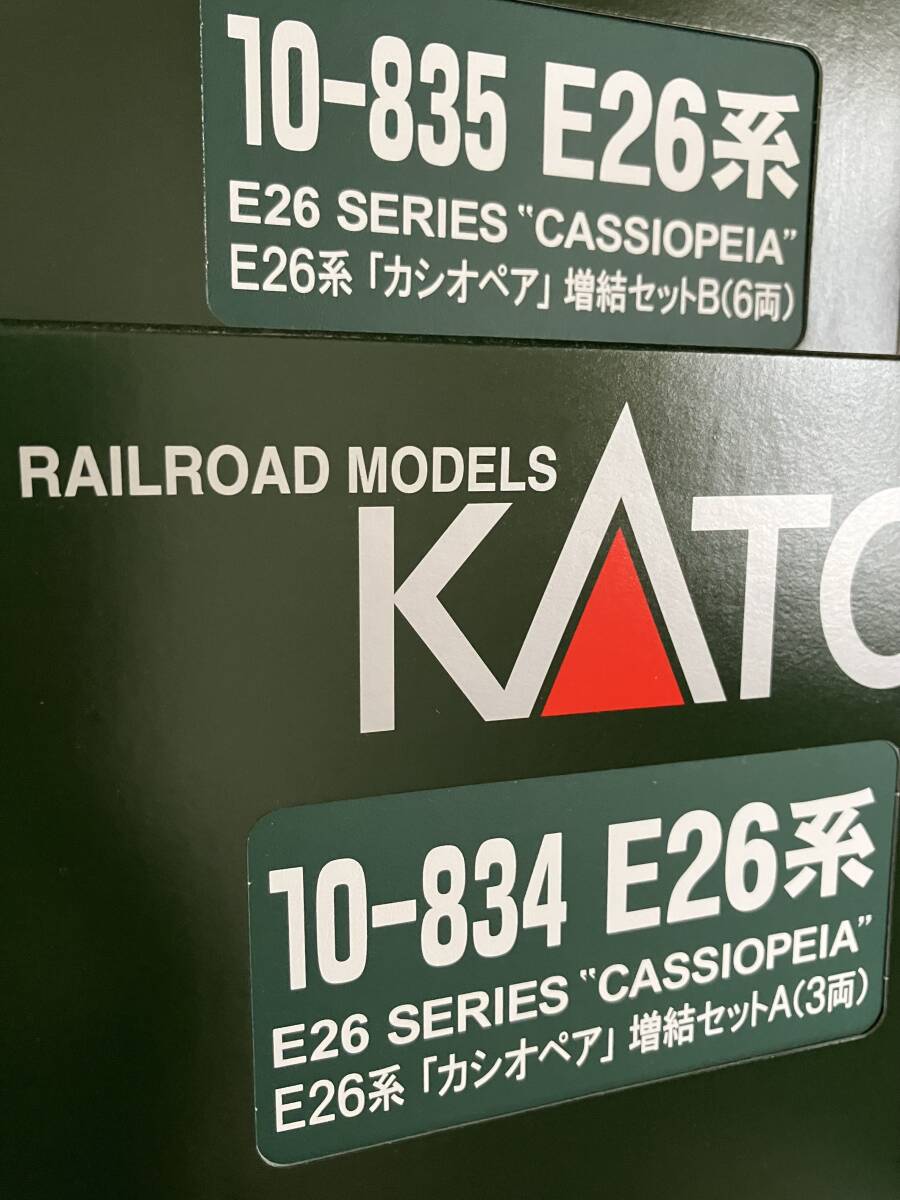 10-835 E26系
E26 SERIES "CASSIOPEIA"
E26系「カシオペア」増結セットB(6両)
RAILROAD MODELS
KATO
10-834 E26系
E26 SERIES "CASSIOPEIA"
E26系「カシオペア」増結セットA(3両)